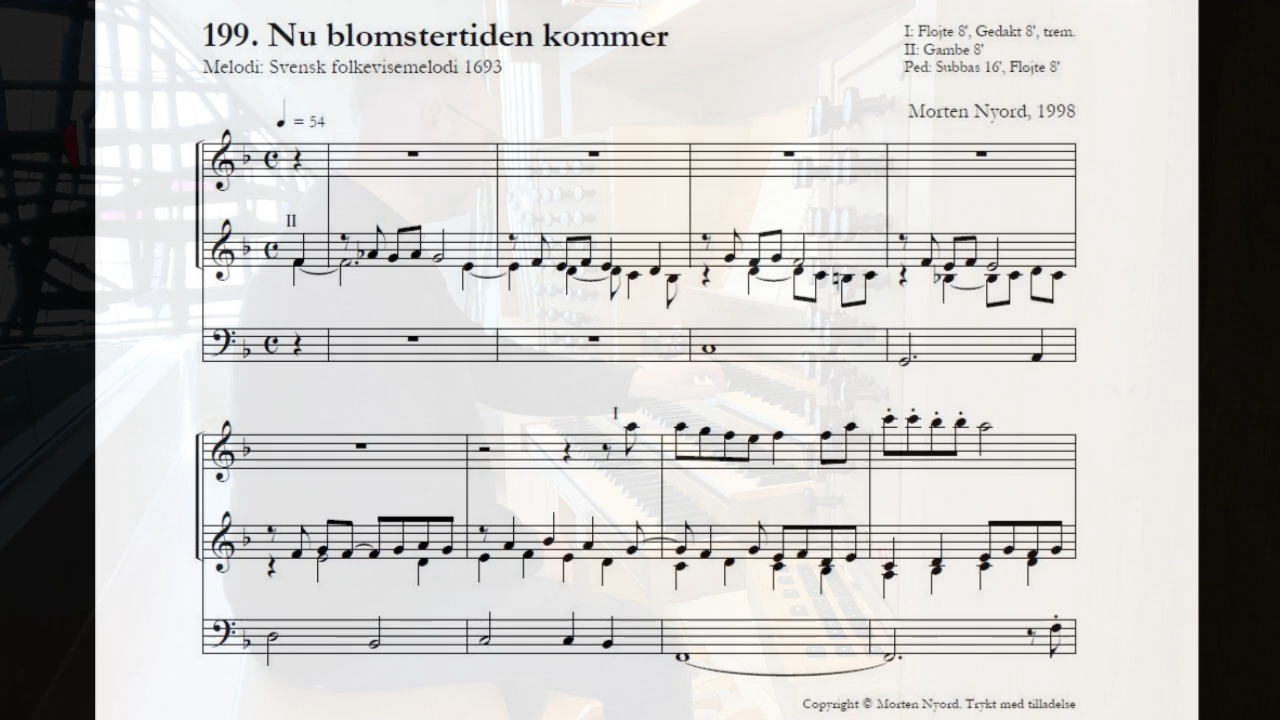 199. Nu blomstertiden kommer
Melodi: Svensk folkevisemelodi 1693
I: Fløjte 8', Gedakt 8', trem.
II: Gambe 8'
Ped: Subbas 16', Fløjte 8'
Morten Nyord, 1998
= 54
II
I
Copyright © Morten Nyord. Trykt med tilladelse